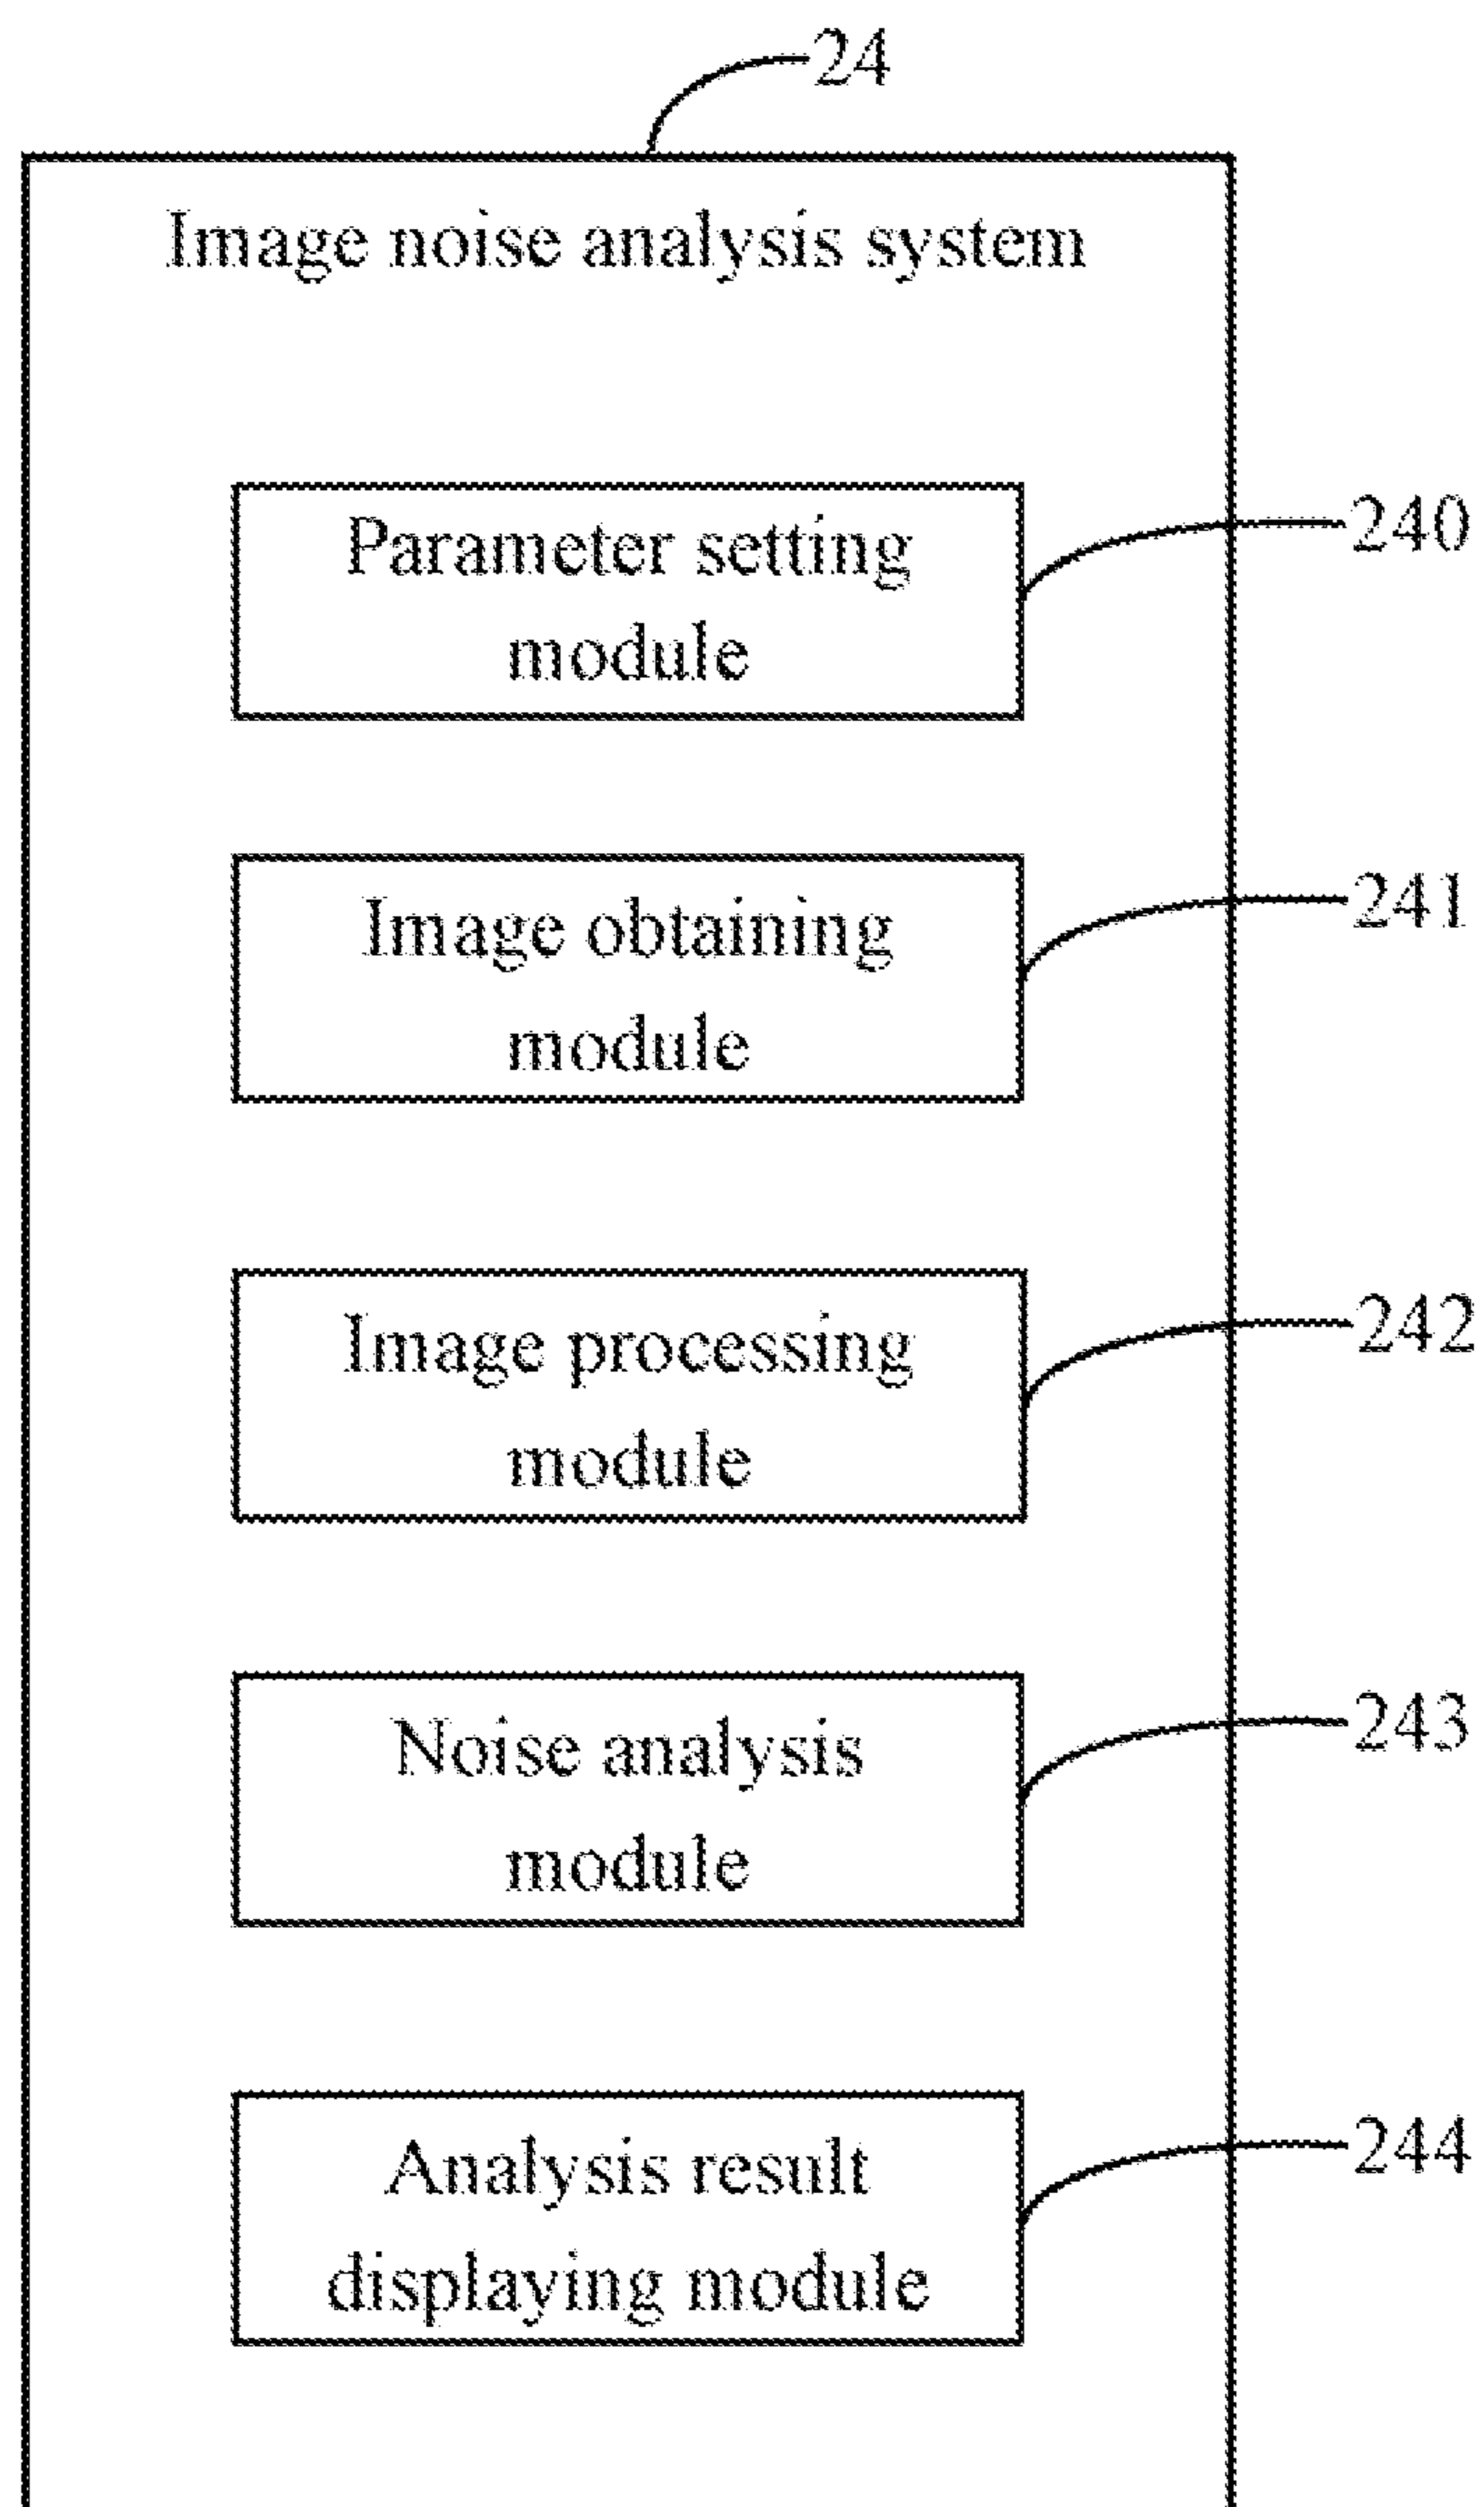 24
Image noise analysis system
Parameter setting
module
240
Image obtaining
module
241
Image processing
module
242
Noise analysis
module
243
Analysis result
displaying module
244